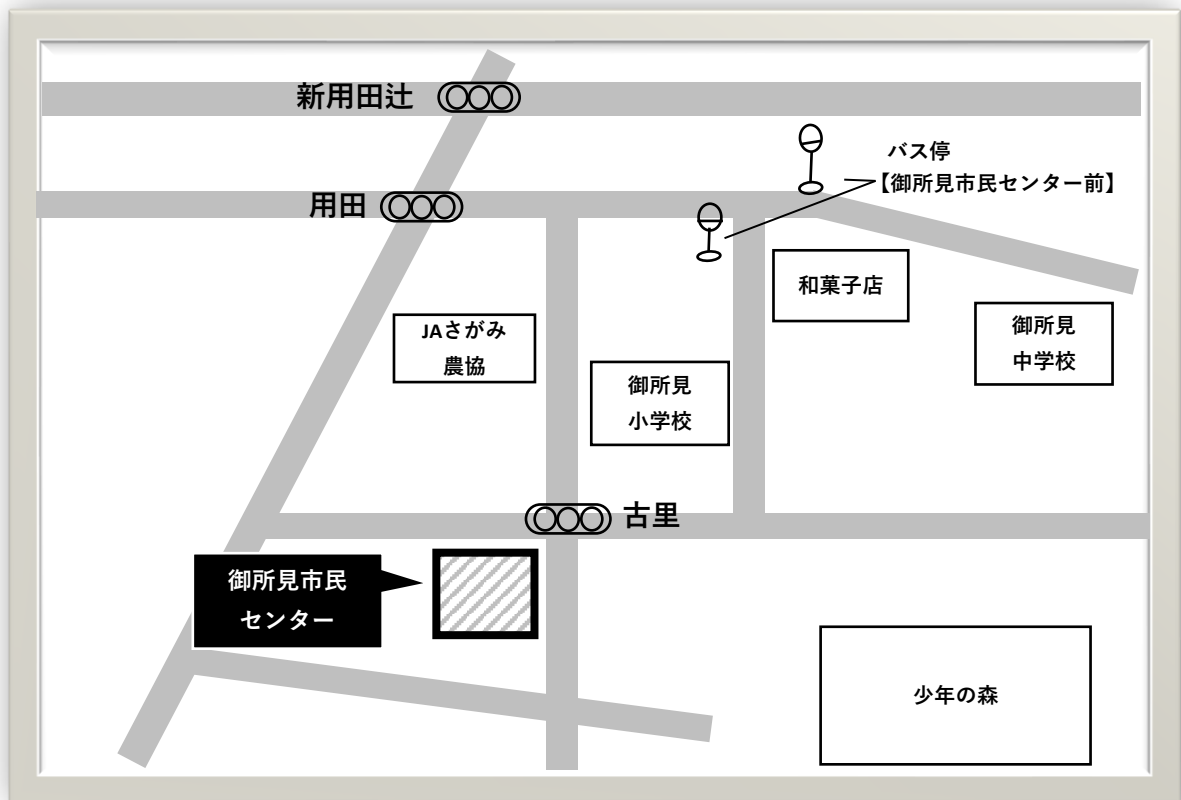 新用田辻
バス停
【御所見市民センター前】
用田
和菓子店
JAさがみ
農協
御所見
中学校
御所見
小学校
古里
御所見市民
センター
少年の森